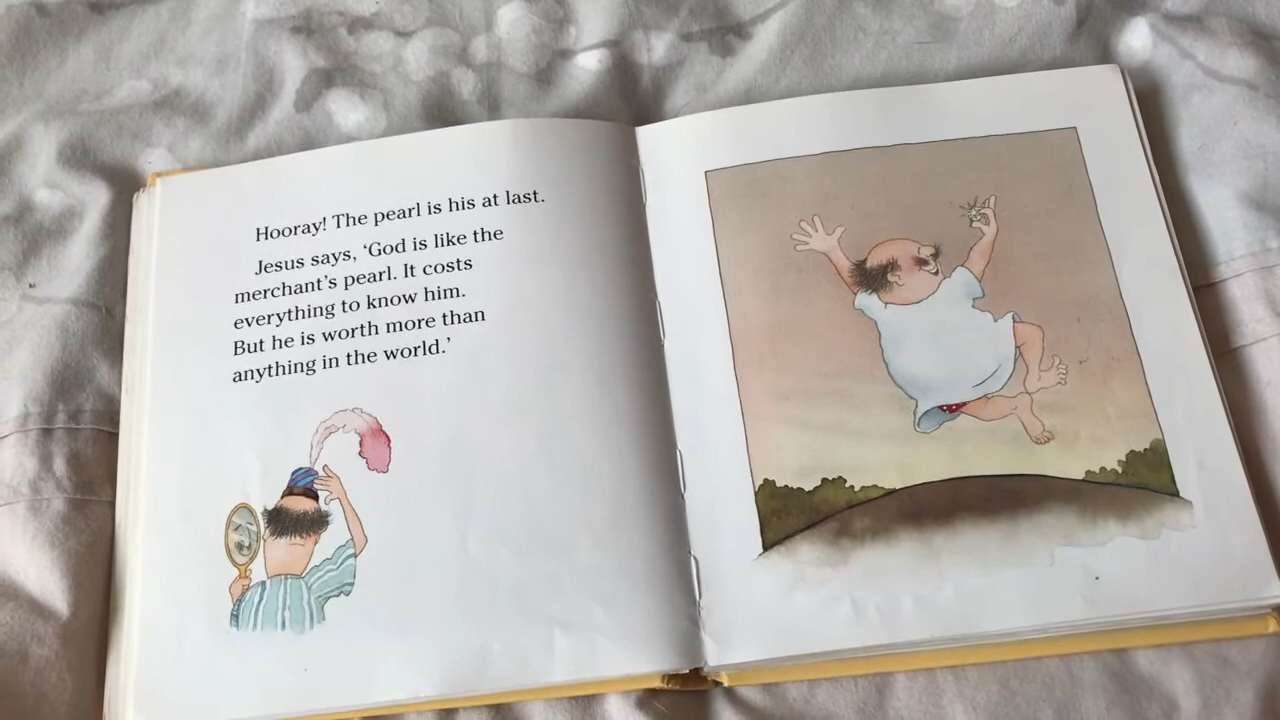 Hooray! The pearl is his at last.
Jesus says, ‘God is like the
merchant’s pearl. It costs
everything to know him.
But he is worth more than
anything in the world.’